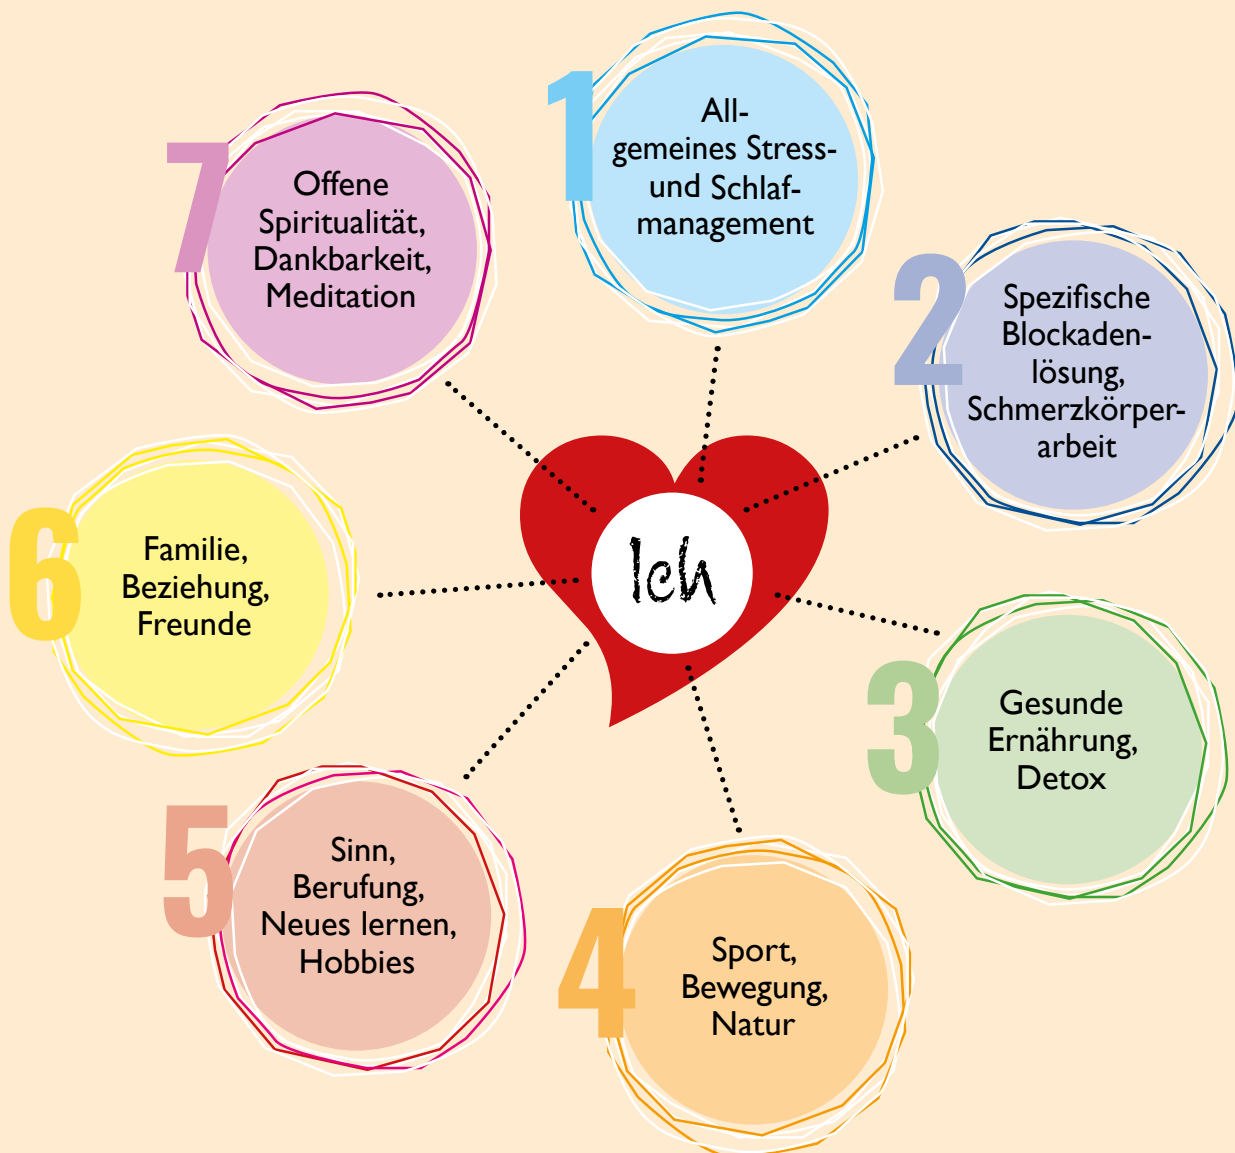 1
All-
gemeines Stress-
und Schlaf-
management
2
Spezifische
Blockaden-
lösung,
Schmerzkörper-
arbeit
3
Gesunde
Ernährung,
Detox
4
Sport,
Bewegung,
Natur
5
Sinn,
Berufung,
Neues lernen,
Hobbies
6
Familie,
Beziehung,
Freunde
7
Offene
Spiritualität,
Dankbarkeit,
Meditation
Ich